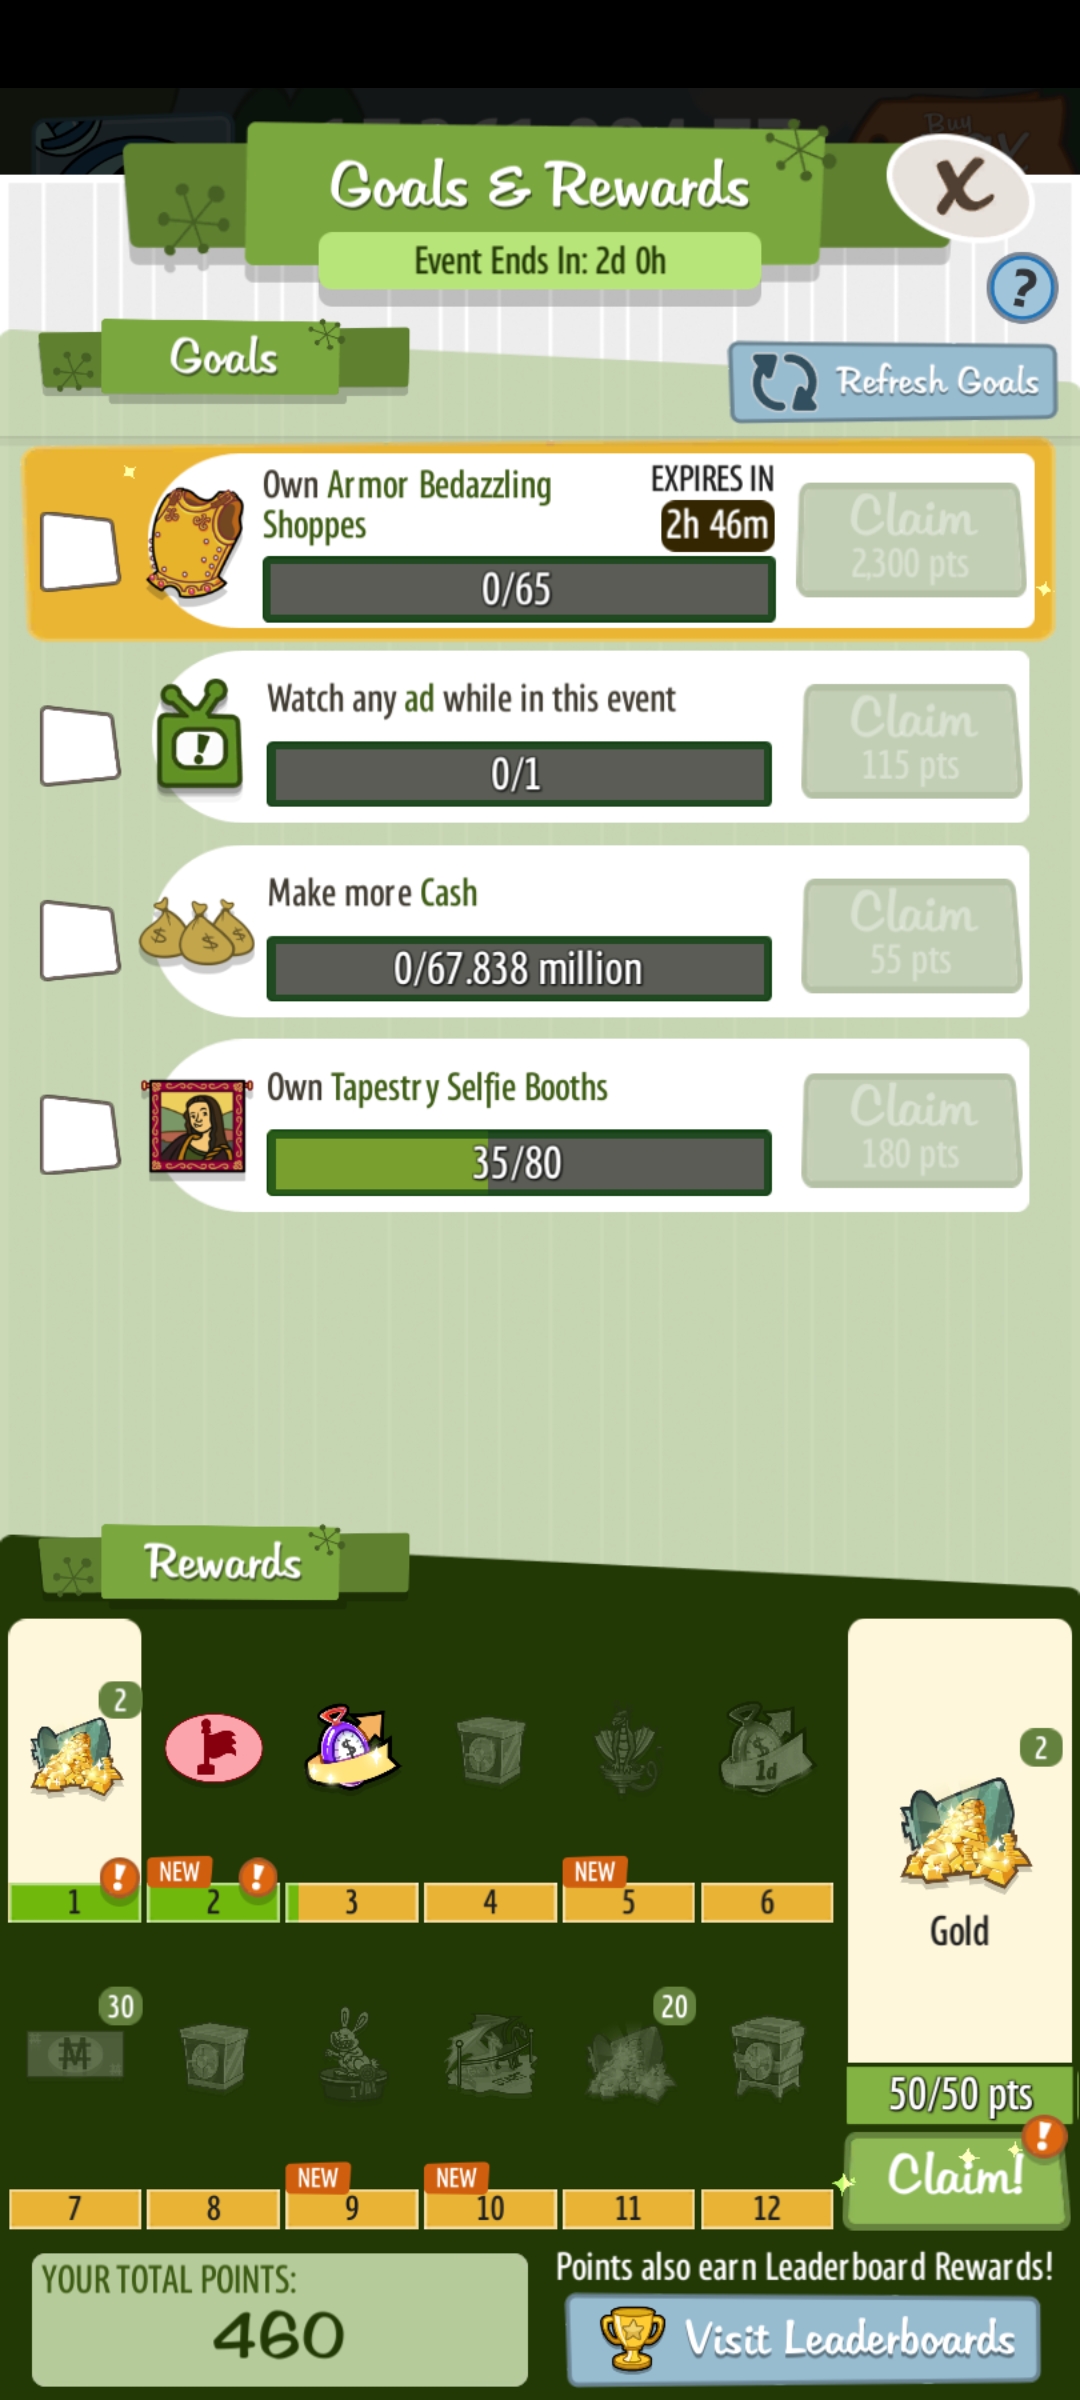 Buy
Goals & Rewards
X
Event Ends In: 2d 0h
?
Goals
Refresh Goals
Own Armor Bedazzling
Shoppes
EXPIRES IN
2h 46m
0/65
Claim
2,300 pts
Watch any ad while in this event
0/1
Claim
115 pts
Make more Cash
0/67.838 million
Claim
55 pts
Own Tapestry Selfie Booths
35/80
Claim
180 pts
Rewards
2
1d
2
Gold
!
NEW
!
NEW
1
2
3
4
5
6
30
20
50/50 pts
!
Claim!
NEW
NEW
7
8
9
10
11
12
YOUR TOTAL POINTS:
460
Points also earn Leaderboard Rewards!
Visit Leaderboards